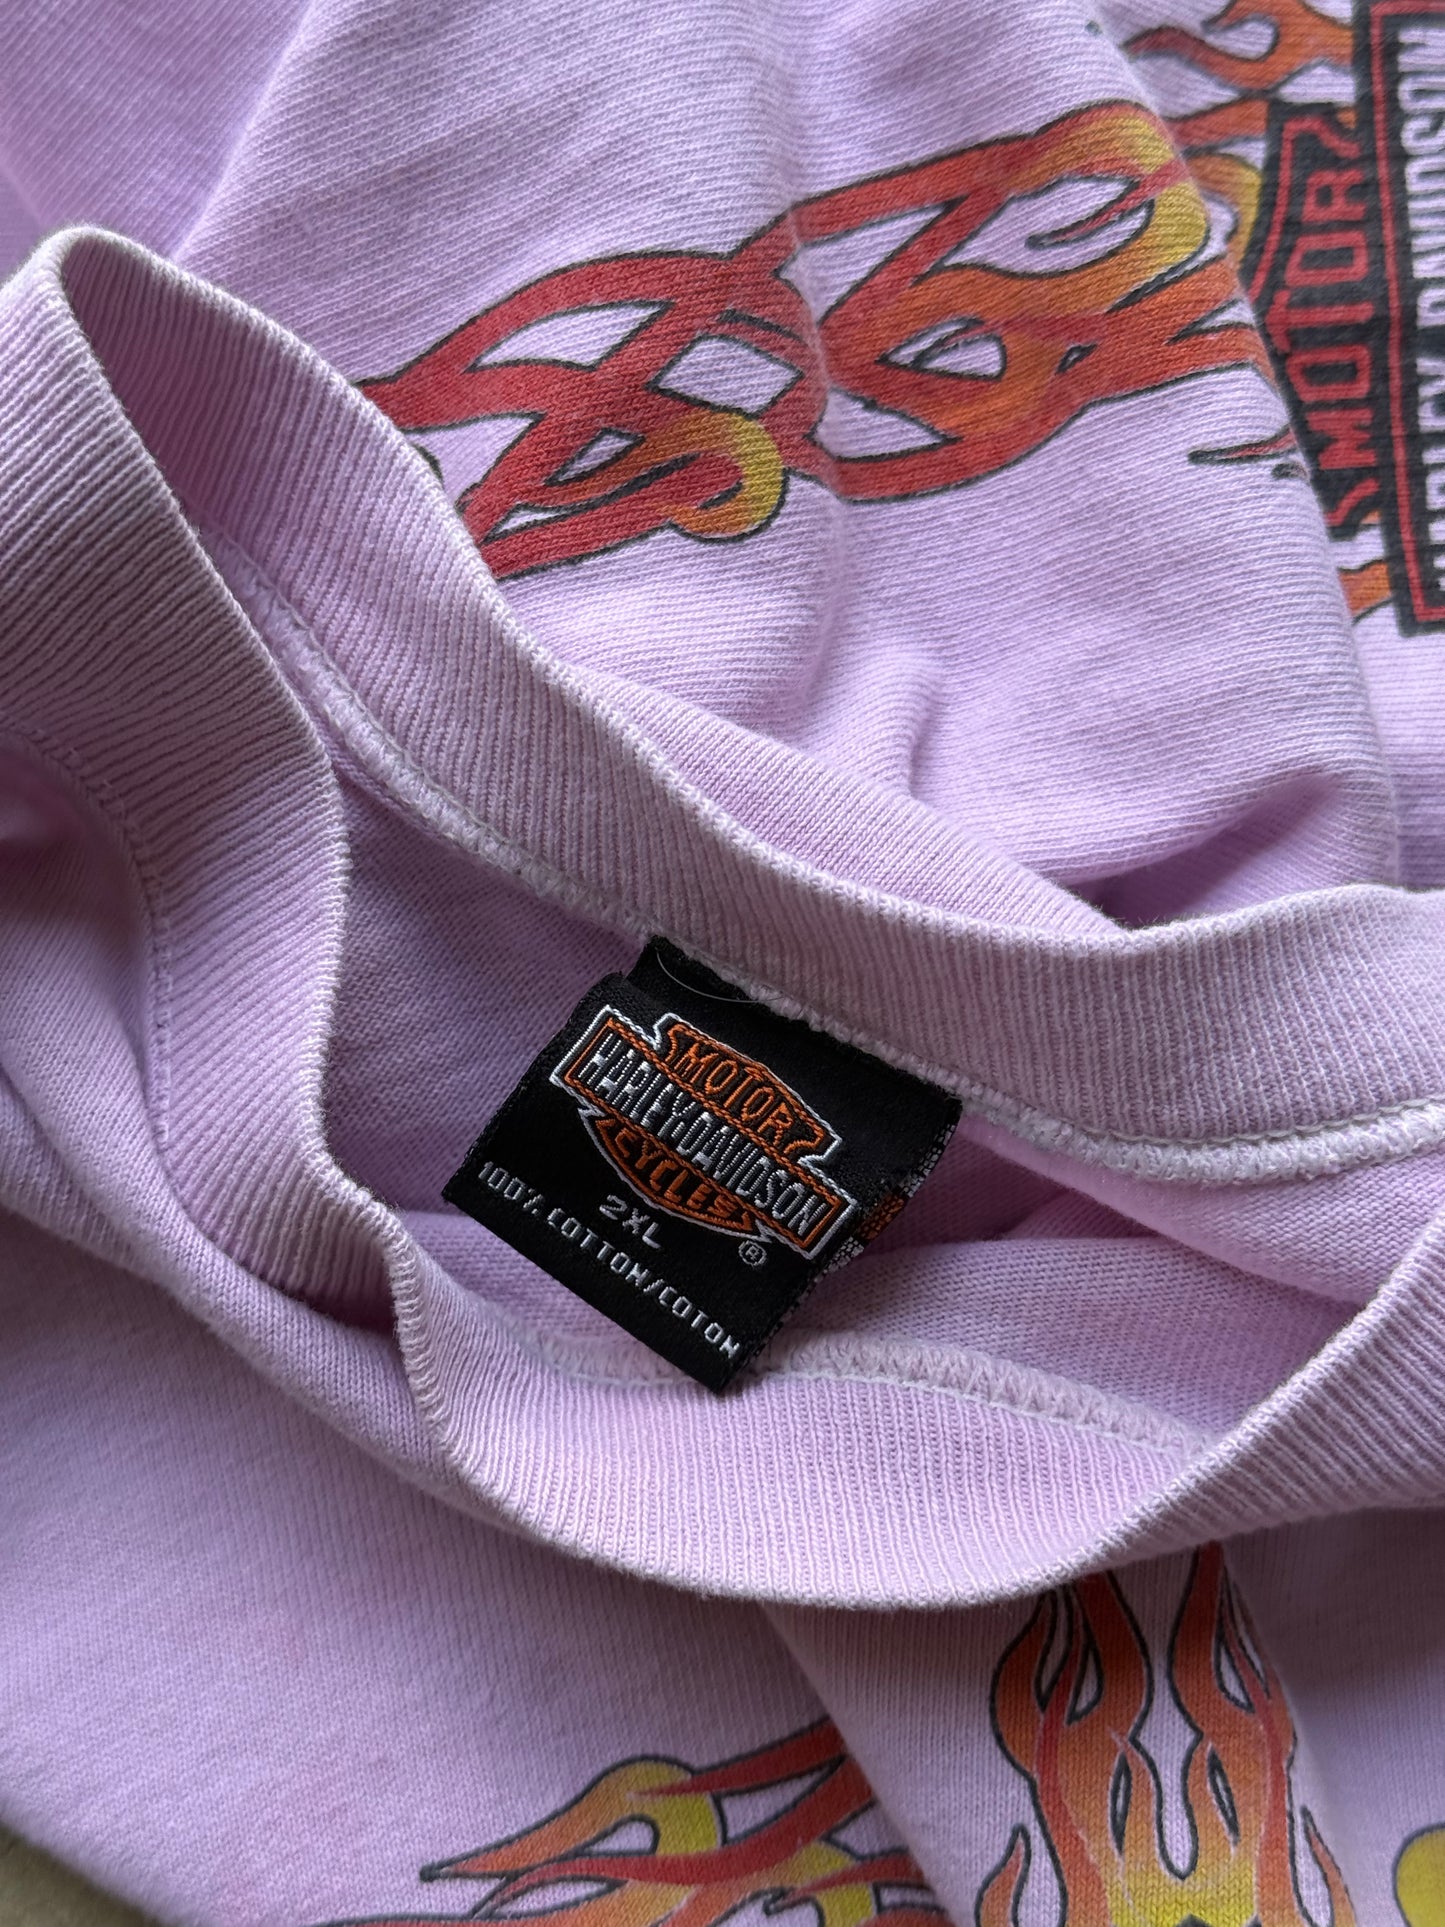 MOTOR
HARLEY-DAVIDSON
MOTOR
HARLEY-DAVIDSON
CYCLES
®
2XL
100% COTTON/COTON